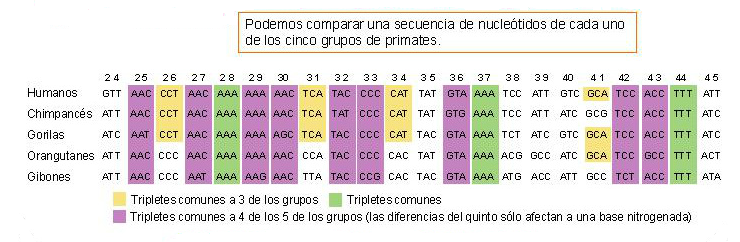 Podemos comparar una secuencia de nucleótidos de cada uno
de los cinco grupos de primates.
24 25 26 27 28 29 30 31 32 33 34 35 36 37 38 39 40 41 42 43 44 45
Humanos GTT AAC CCT AAC AAA AAA AAC TCA TAC CCC CAT TAT GTA AAA TCC ATT GTC GCA TCC ACC TTT ATT
Chimpancés ATT AAC CCT AAC AAA AAA AAC TCA TAT CCC CAT TAT GTG AAA TCC ATT ATC GCG TCC ACC TTT ATC
Gorilas ATC AAT CCT AAC AAA AAA AGC TCA TAC CCC CAT TAC GTA AAA TCT ATC GTC GCA TCC ACC TTT ATC
Orangutanes ATT AAC CCC AAC AAA AAA AAC CCA TAC CCC CAC TAT GTA AAA ACG GCC ATC GCA TCC GCC TTT ACT
Gibones ATT AAC CCC AAT AAA AAG AAC TTA TAC CCG CAC TAT GTA AAA ATG ACC ATT GCC TCT ACC TTT ATA
Tripletes comunes a 3 de los grupos Tripletes comunes
Tripletes comunes a 4 de los 5 de los grupos (las diferencias del quinto sólo afectan a una base nitrogenada)